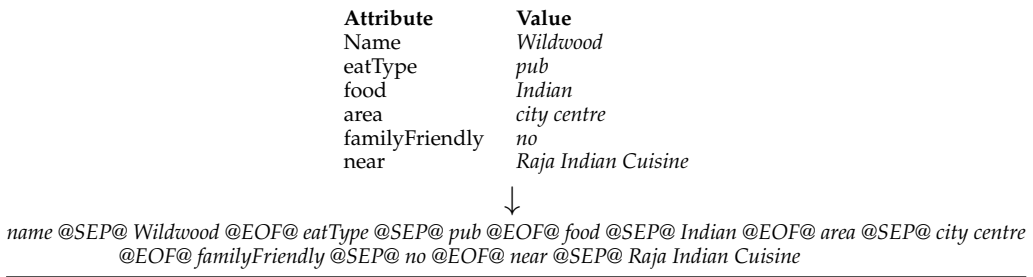 Attribute Value
Name Wildwood
eatType pub
food Indian
area city centre
familyFriendly no
near Raja Indian Cuisine
↓
name @SEP@ Wildwood @EOF@ eatType @SEP@ pub @EOF@ food @SEP@ Indian @EOF@ area @SEP@ city centre
@EOF@ familyFriendly @SEP@ no @EOF@ near @SEP@ Raja Indian Cuisine